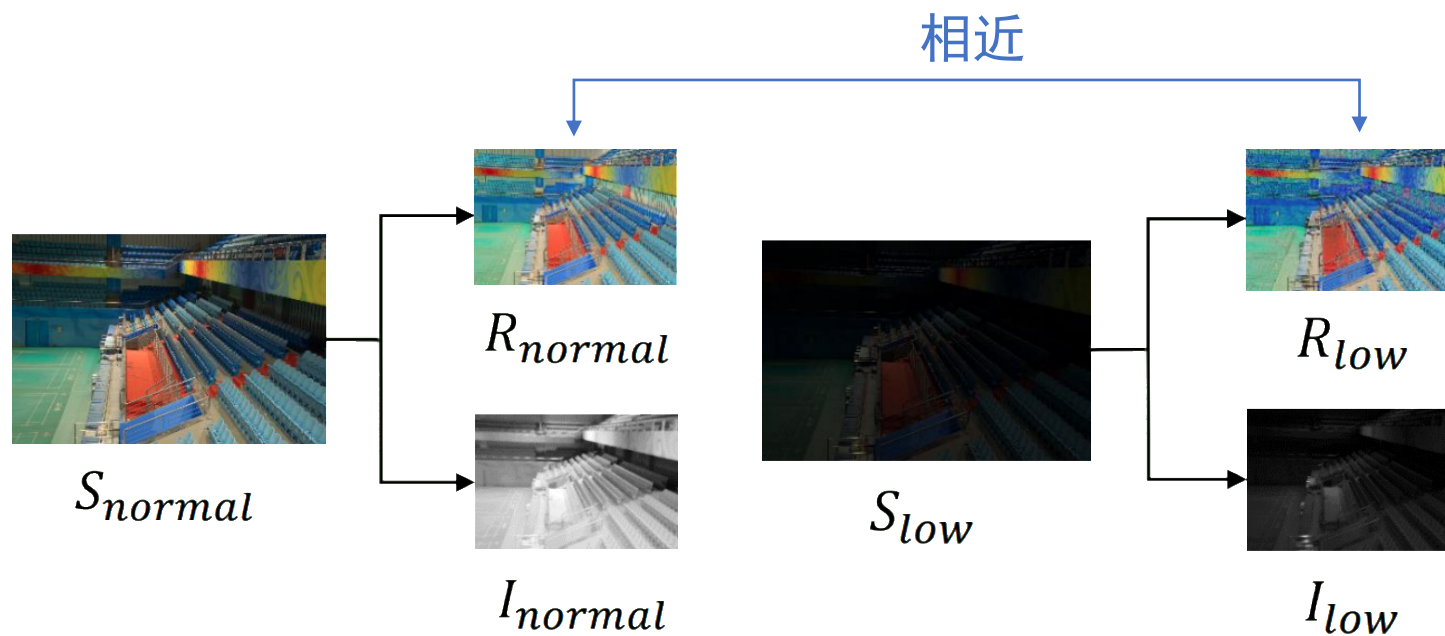 相近
R_normal
R_low
S_normal
S_low
I_normal
I_low